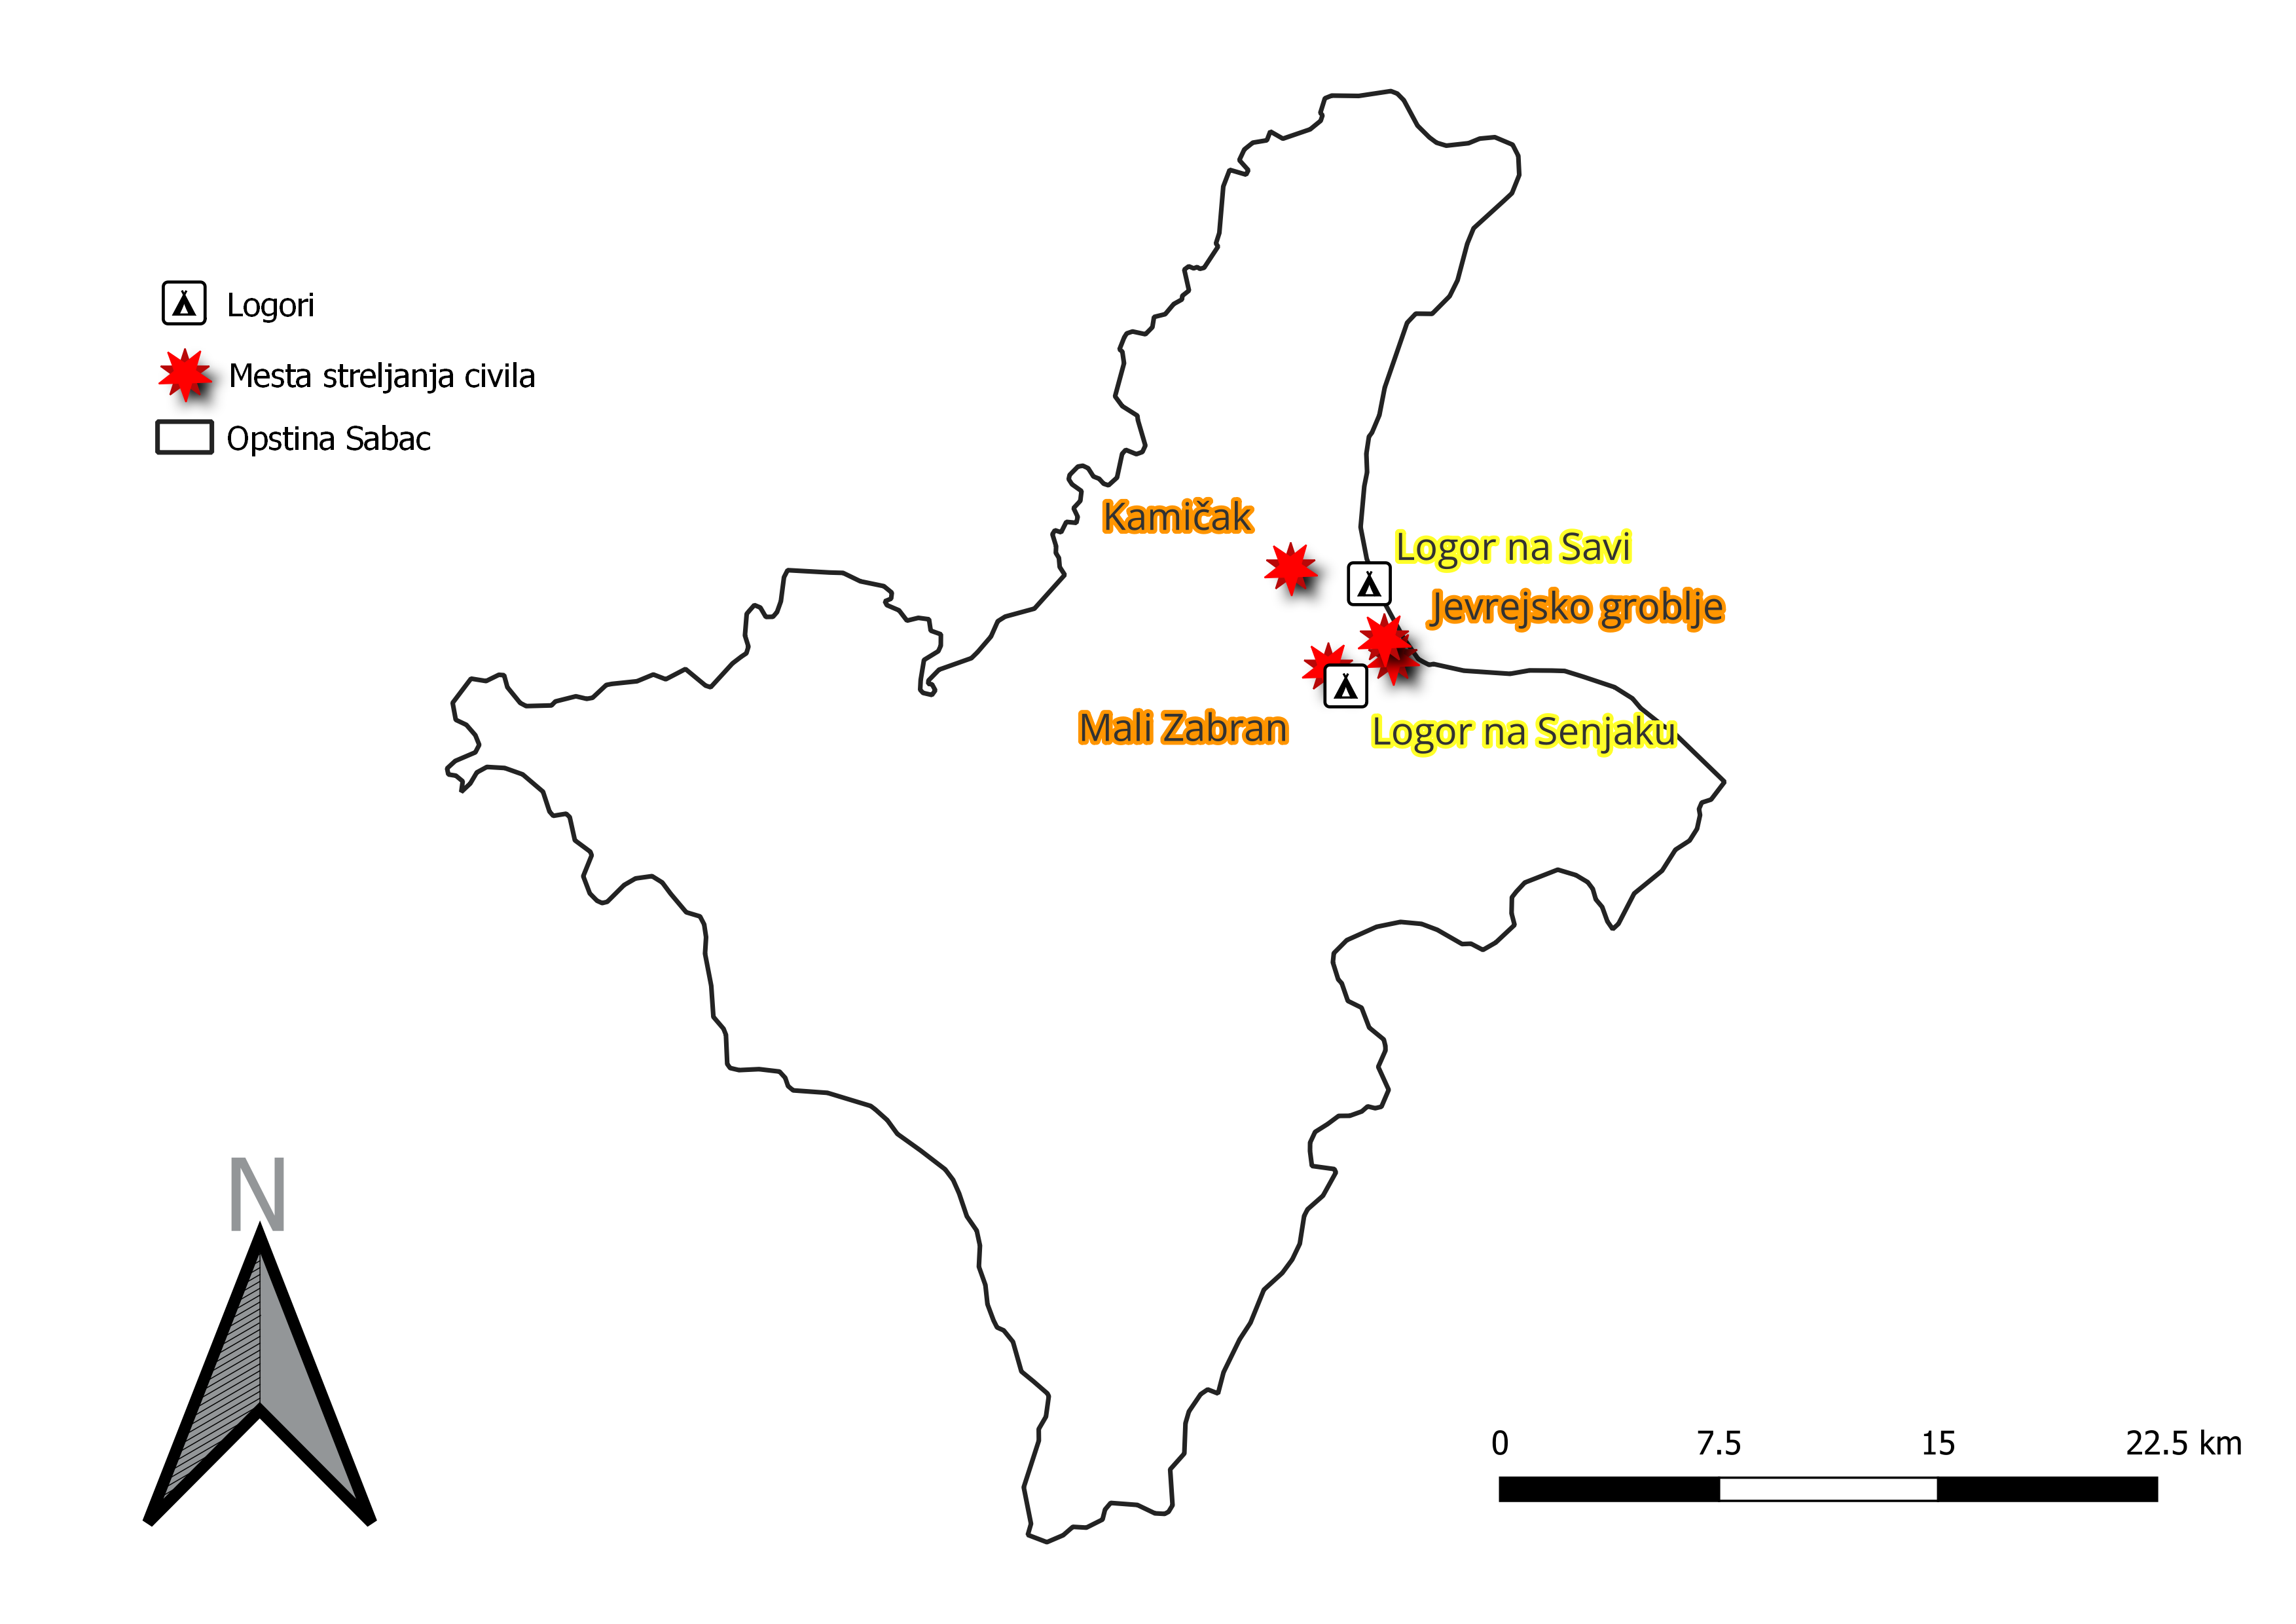 Logori
Mesta streljanja civila
Opstina Sabac
Kamičak
Logor na Savi
Jevrejsko groblje
Mali Zabran
Logor na Senjaku
N
0 7.5 15 22.5 km